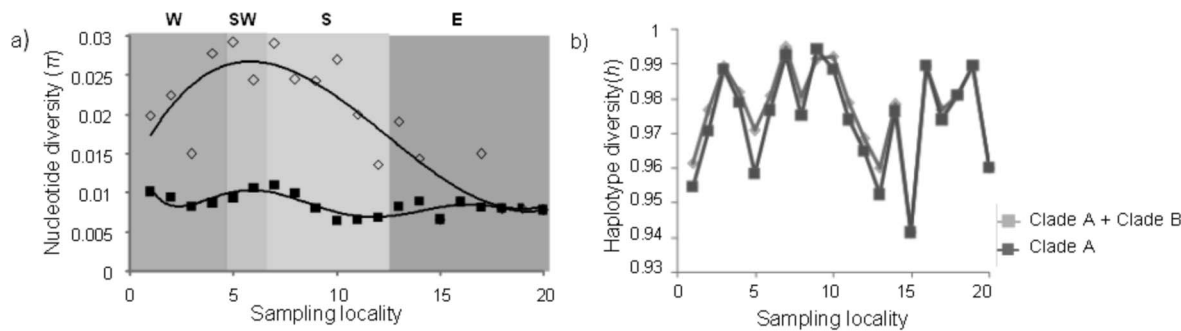 a)
W SW S E
Nucleotide diversity (π)
0.03
0.025
0.02
0.015
0.01
0.005
0
0 5 10 15 20
Sampling locality
b)
Haplotype diversity(h)
1
0.99
0.98
0.97
0.96
0.95
0.94
0.93
0 5 10 15 20
Sampling locality
Clade A + Clade B
Clade A